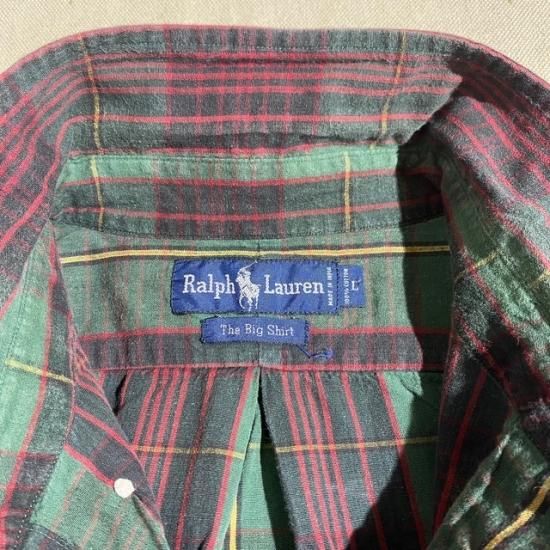 Ralph Lauren
MADE IN INDIA
100% COTTON
L
The Big Shirt